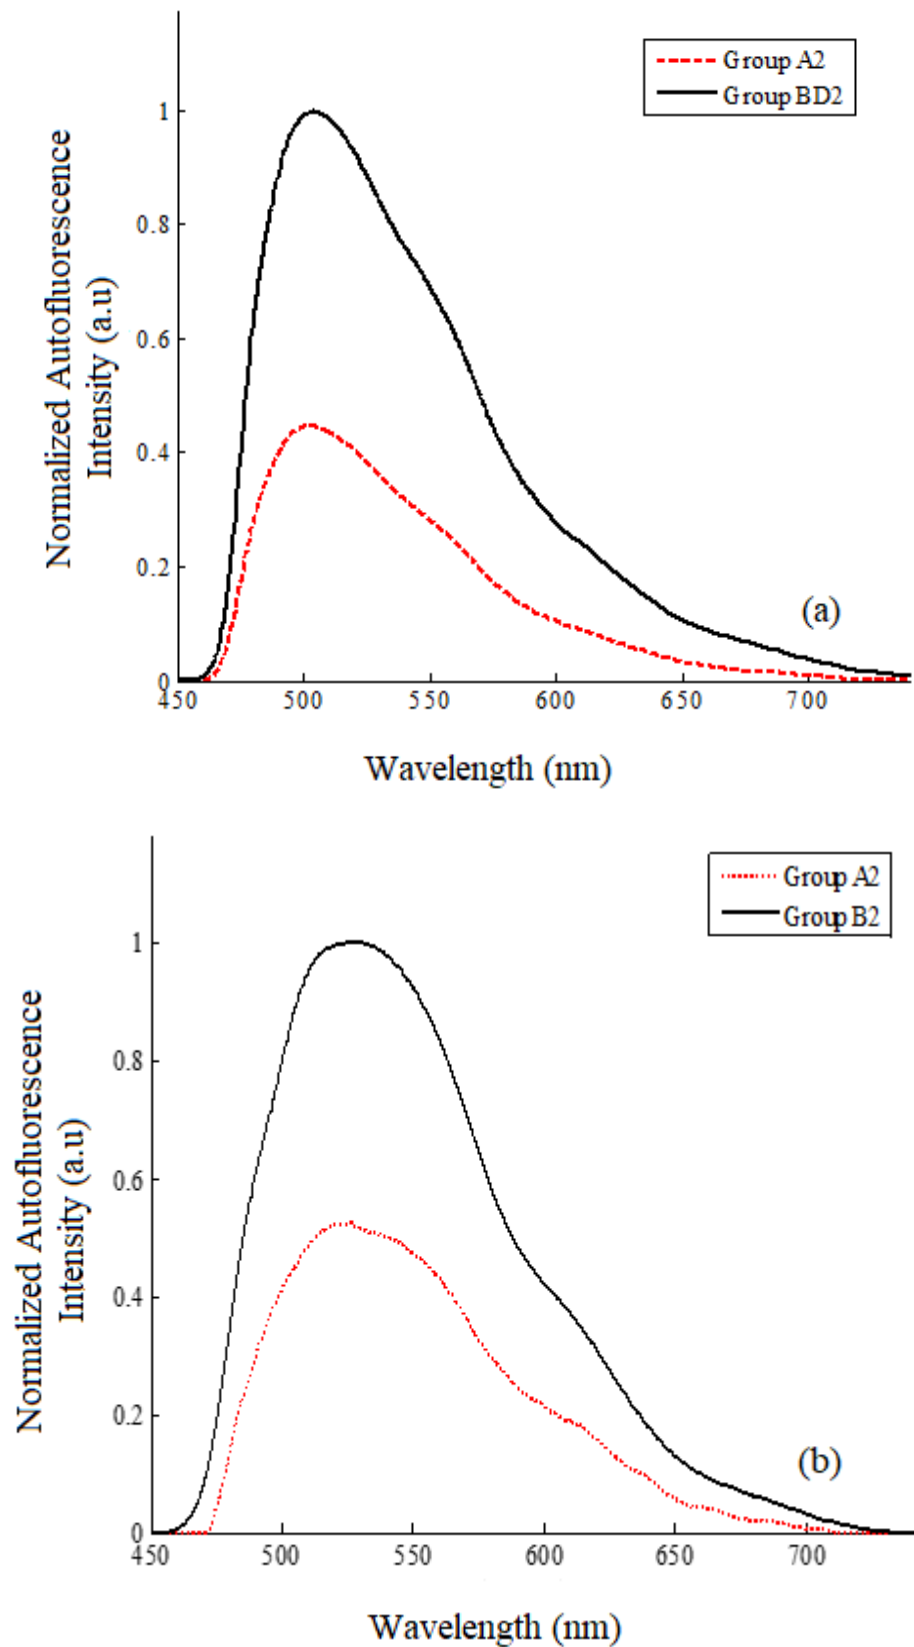 Group A2
Group BD2
Normalized Autofluorescence
Intensity (a.u)
1
0.8
0.6
0.4
0.2
0
(a)
450 500 550 600 650 700
Wavelength (nm)
Group A2
Group B2
Normalized Autofluorescence
Intensity (a.u)
1
0.8
0.6
0.4
0.2
0
(b)
450 500 550 600 650 700
Wavelength (nm)